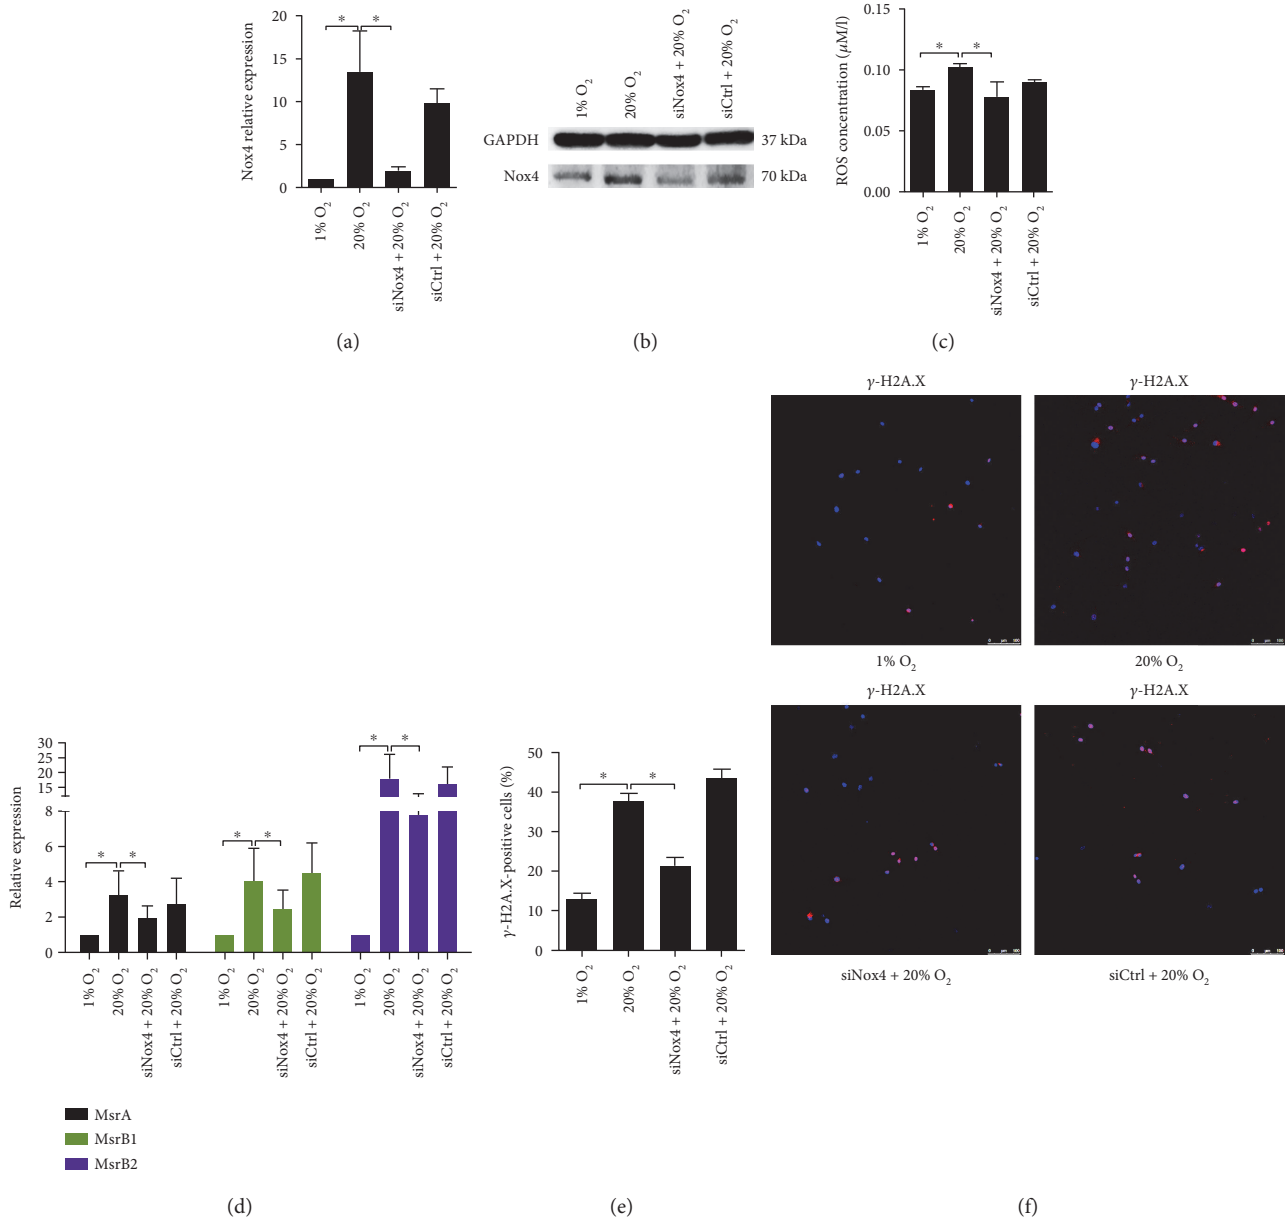 Nox4 relative expression
20
15
10
5
0
* *
1% O₂
20% O₂
siNox4 + 20% O₂
siCtrl + 20% O₂
(a)
1% O₂
20% O₂
siNox4 + 20% O₂
siCtrl + 20% O₂
GAPDH 37 kDa
Nox4 70 kDa
(b)
ROS concentration (μM/l)
0.15
0.10
0.05
0.00
* *
1% O₂
20% O₂
siNox4 + 20% O₂
siCtrl + 20% O₂
(c)
Relative expression
30
25
20
15
8
6
4
2
0
* *
* *
* *
1% O₂
20% O₂
siNox4 + 20% O₂
siCtrl + 20% O₂
1% O₂
20% O₂
siNox4 + 20% O₂
siCtrl + 20% O₂
1% O₂
20% O₂
siNox4 + 20% O₂
siCtrl + 20% O₂
MsrA
MsrB1
MsrB2
(d)
γ-H2A.X-positive cells (%)
50
40
30
20
10
0
* *
1% O₂
20% O₂
siNox4 + 20% O₂
siCtrl + 20% O₂
(e)
γ-H2A.X
1% O₂
γ-H2A.X
20% O₂
γ-H2A.X
siNox4 + 20% O₂
γ-H2A.X
siCtrl + 20% O₂
(f)